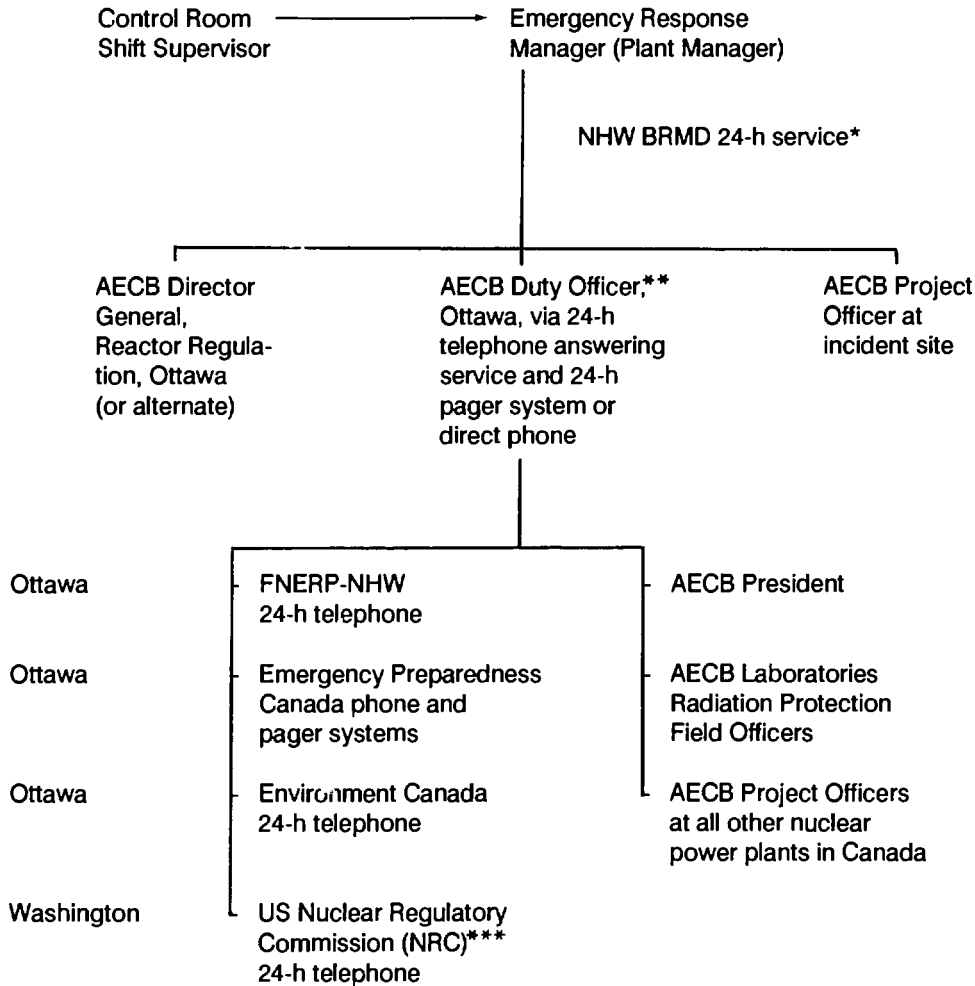 Control Room
Shift Supervisor
Emergency Response
Manager (Plant Manager)
NHW BRMD 24-h service*
AECB Director
General,
Reactor Regula-
tion, Ottawa
(or alternate)
AECB Duty Officer,**
Ottawa, via 24-h
telephone answering
service and 24-h
pager system or
direct phone
AECB Project
Officer at
incident site
Ottawa
FNERP-NHW
24-h telephone
Ottawa
Emergency Preparedness
Canada phone and
pager systems
Ottawa
Environment Canada
24-h telephone
Washington
US Nuclear Regulatory
Commission (NRC)***
24-h telephone
AECB President
AECB Laboratories
Radiation Protection
Field Officers
AECB Project Officers
at all other nuclear
power plants in Canada